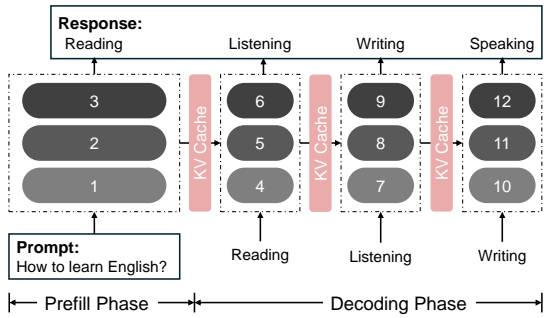 Response:
Reading Listening Writing Speaking
3 6 9 12
2 5 8 11
1 4 7 10
KV Cache KV Cache KV Cache
Prompt:
How to learn English?
Reading Listening Writing
Prefill Phase Decoding Phase